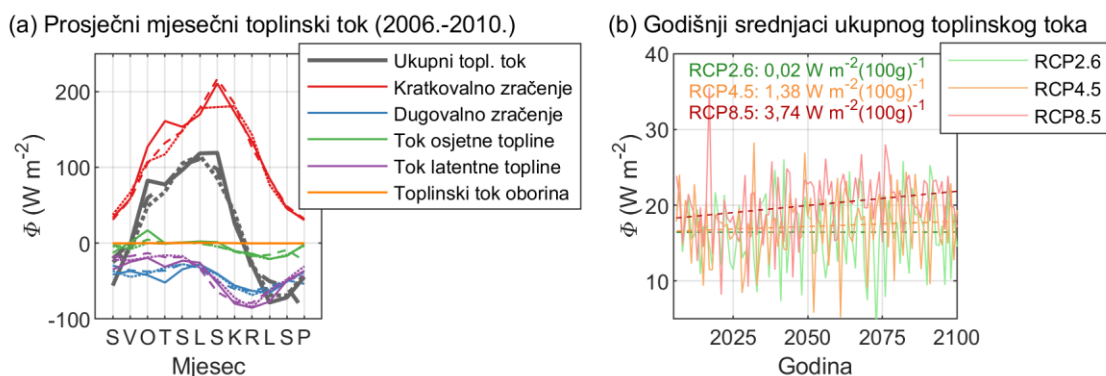 (a) Prosječni mjesečni toplinski tok (2006.-2010.)
Φ (W m⁻²)
200
100
0
-100
S V O T S L S K R L S P
Mjesec
Ukupni topl. tok
Kratkovalno zračenje
Dugovalno zračenje
Tok osjetne topline
Tok latentne topline
Toplinski tok oborina
(b) Godišnji srednjaci ukupnog toplinskog toka
Φ (W m⁻²)
40
30
20
10
RCP2.6: 0,02 W m⁻²(100g)⁻¹
RCP4.5: 1,38 W m⁻²(100g)⁻¹
RCP8.5: 3,74 W m⁻²(100g)⁻¹
2025 2050 2075 2100
Godina
RCP2.6
RCP4.5
RCP8.5